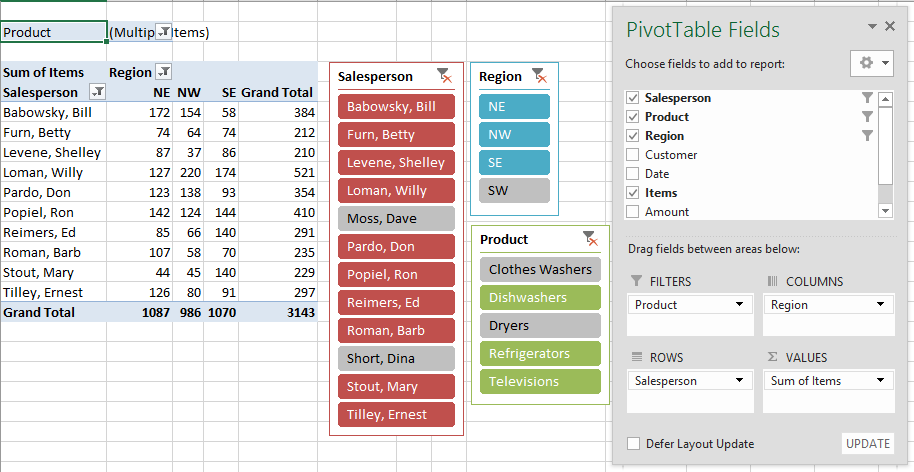 Product (Multip Items)
Sum of Items Region
Salesperson NE NW SE Grand Total
Babowsky, Bill 172 154 58 384
Furn, Betty 74 64 74 212
Levene, Shelley 87 37 86 210
Loman, Willy 127 220 174 521
Pardo, Don 123 138 93 354
Popiel, Ron 142 124 144 410
Reimers, Ed 85 66 140 291
Roman, Barb 107 58 70 235
Stout, Mary 44 45 140 229
Tilley, Ernest 126 80 91 297
Grand Total 1087 986 1070 3143
Salesperson
Babowsky, Bill
Furn, Betty
Levene, Shelley
Loman, Willy
Moss, Dave
Pardo, Don
Popiel, Ron
Reimers, Ed
Roman, Barb
Short, Dina
Stout, Mary
Tilley, Ernest
Region
NE
NW
SE
SW
Product
Clothes Washers
Dishwashers
Dryers
Refrigerators
Televisions
PivotTable Fields
Choose fields to add to report:
Salesperson
Product
Region
Customer
Date
Items
Amount
Drag fields between areas below:
FILTERS
Product
COLUMNS
Region
ROWS
Salesperson
Σ VALUES
Sum of Items
Defer Layout Update
UPDATE